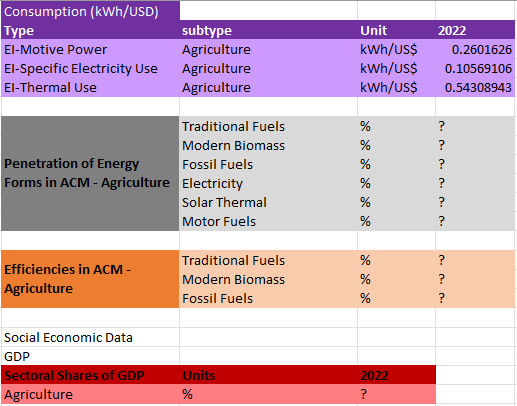 Consumption (kWh/USD)
Type subtype Unit 2022
EI-Motive Power Agriculture kWh/US$ 0.2601626
EI-Specific Electricity Use Agriculture kWh/US$ 0.10569106
EI-Thermal Use Agriculture kWh/US$ 0.54308943
Penetration of Energy Forms in ACM - Agriculture
Traditional Fuels % ?
Modern Biomass % ?
Fossil Fuels % ?
Electricity % ?
Solar Thermal % ?
Motor Fuels % ?
Efficiencies in ACM - Agriculture
Traditional Fuels % ?
Modern Biomass % ?
Fossil Fuels % ?
Social Economic Data
GDP
Sectoral Shares of GDP Units 2022
Agriculture % ?